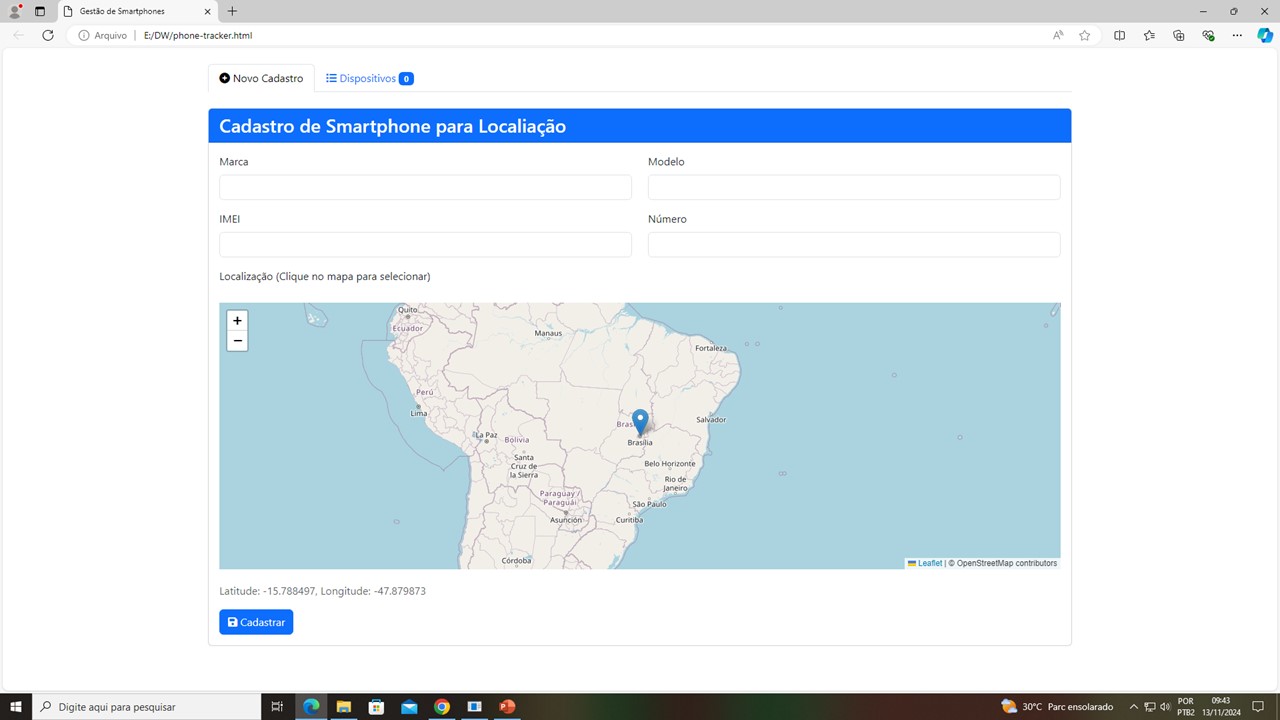 Gestão de Smartphones
Arquivo | E:/DW/phone-tracker.html
Novo Cadastro
Dispositivos 0
Cadastro de Smartphone para Localiação
Marca
Modelo
IMEI
Número
Localização (Clique no mapa para selecionar)
+
−
Quito
Ecuador
Manaus
Fortaleza
Perú
Lima
Salvador
Bras
Brasília
La Paz
Bolivia
Santa
Cruz de
la Sierra
Belo Horizonte
Rio de
Janeiro
Paraguay /
Paraguái
São Paulo
Asunción
Curitiba
Córdoba
Leaflet | © OpenStreetMap contributors
Latitude: -15.788497, Longitude: -47.879873
Cadastrar
Digite aqui para pesquisar
30°C Parc ensolarado
POR
PTB2
09:43
13/11/2024